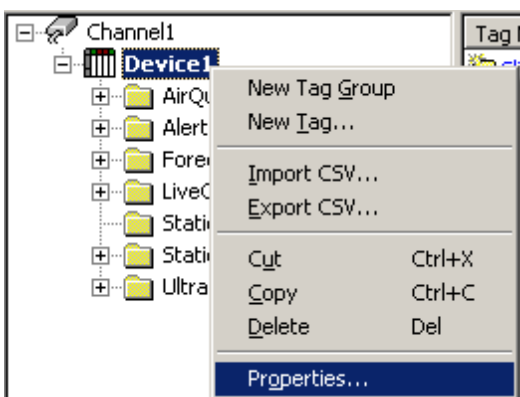 Channel1
Tag
Device1
AirQu
New Tag Group
Alert
New Tag...
Fore
Import CSV...
LiveC
Export CSV...
Stati
Stati
Cut Ctrl+X
Ultra
Copy Ctrl+C
Delete Del
Properties...